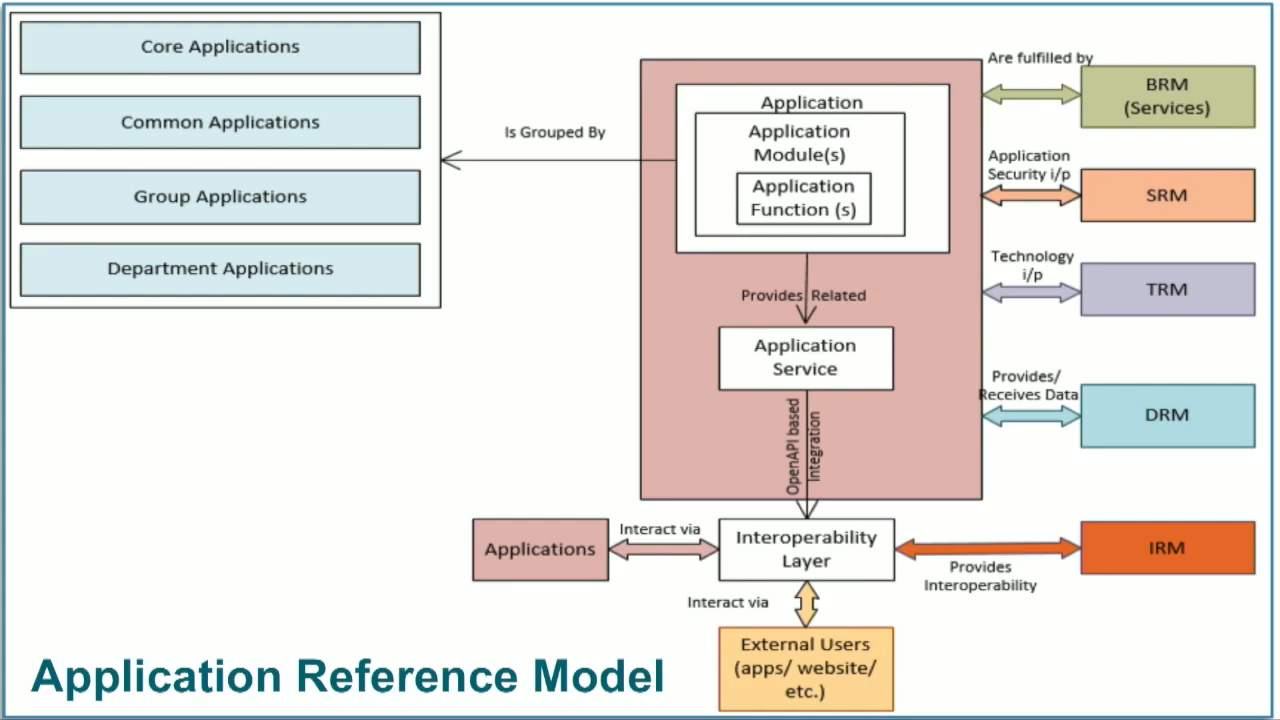 Core Applications
Common Applications
Group Applications
Department Applications
Is Grouped By
Application
Application
Module(s)
Application
Function (s)
Provides Related
Application
Service
OpenAPI based
Integration
Are fulfilled by
BRM
(Services)
Application
Security i/p
SRM
Technology
i/p
TRM
Provides/
Receives Data
DRM
Applications
Interact via
Interoperability
Layer
Provides
Interoperability
IRM
Interact via
External Users
(apps/ website/
etc.)
Application Reference Model